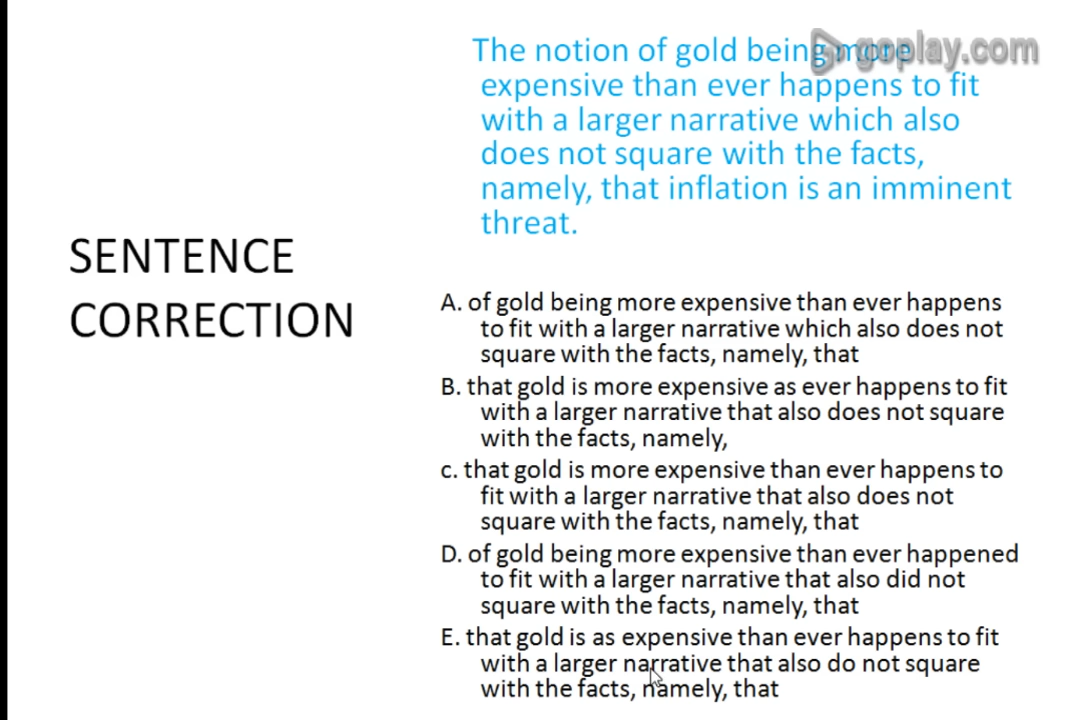 goplay.com
The notion of gold being more
expensive than ever happens to fit
with a larger narrative which also
does not square with the facts,
namely, that inflation is an imminent
threat.
SENTENCE
CORRECTION
A. of gold being more expensive than ever happens
to fit with a larger narrative which also does not
square with the facts, namely, that
B. that gold is more expensive as ever happens to fit
with a larger narrative that also does not square
with the facts, namely,
c. that gold is more expensive than ever happens to
fit with a larger narrative that also does not
square with the facts, namely, that
D. of gold being more expensive than ever happened
to fit with a larger narrative that also did not
square with the facts, namely, that
E. that gold is as expensive than ever happens to fit
with a larger narrative that also do not square
with the facts, namely, that